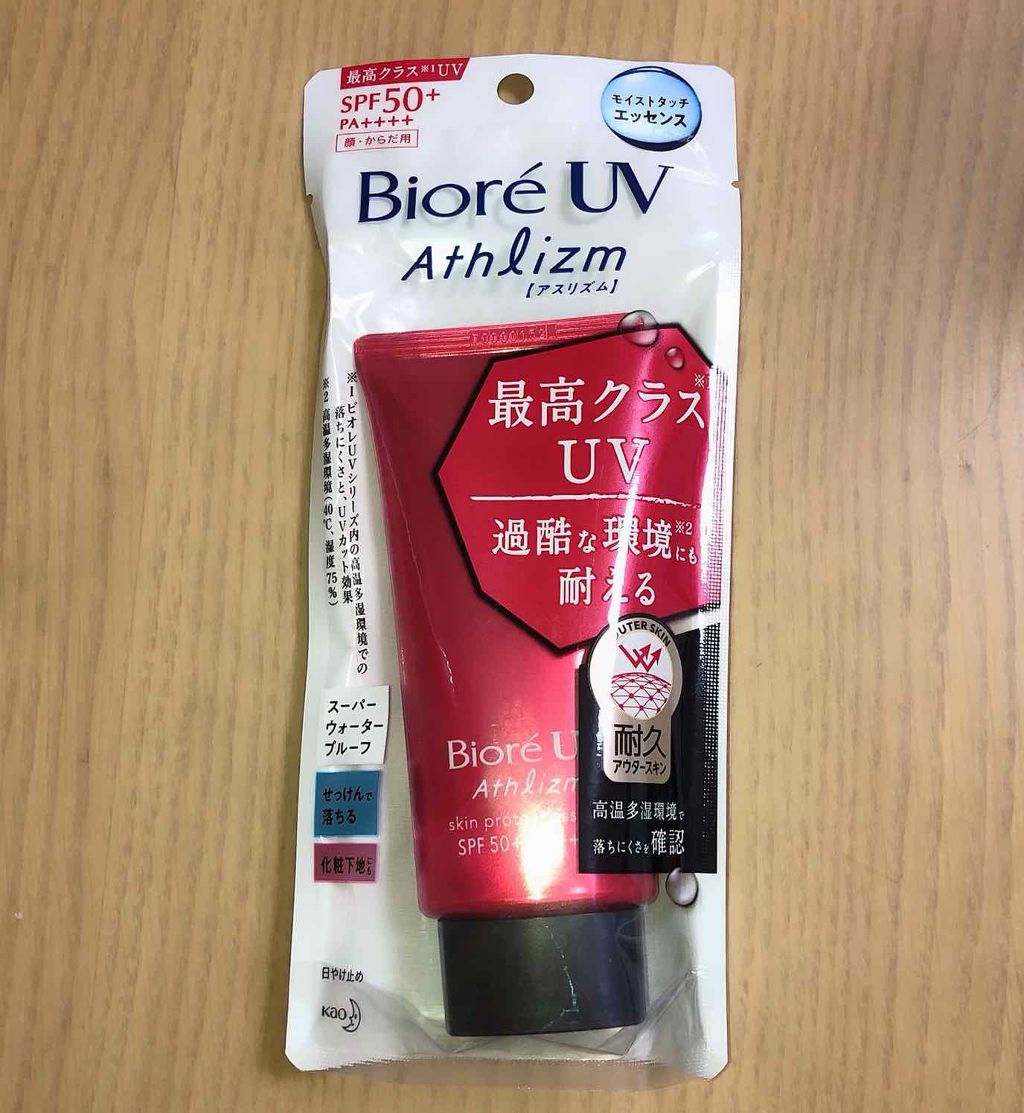 最高クラス※1UV
SPF50+
PA++++
顔・からだ用
モイストタッチ
エッセンス
Bioré UV
Athlizm
【アスリズム】
最高クラス※1
UV
過酷な環境※2にも
耐える
※1 ビオレUVシリーズ内の高温多湿環境での
落ちにくさと、UVカット効果
※2 高温多湿環境(40℃、湿度75%)
OUTER SKIN
耐久
アウタースキン
高温多湿環境で
落ちにくさを確認
スーパー
ウォーター
プルーフ
せっけんで
落ちる
化粧下地にも
Bioré U
Athlizm
skin
SPF 50+
日やけ止め
Kao